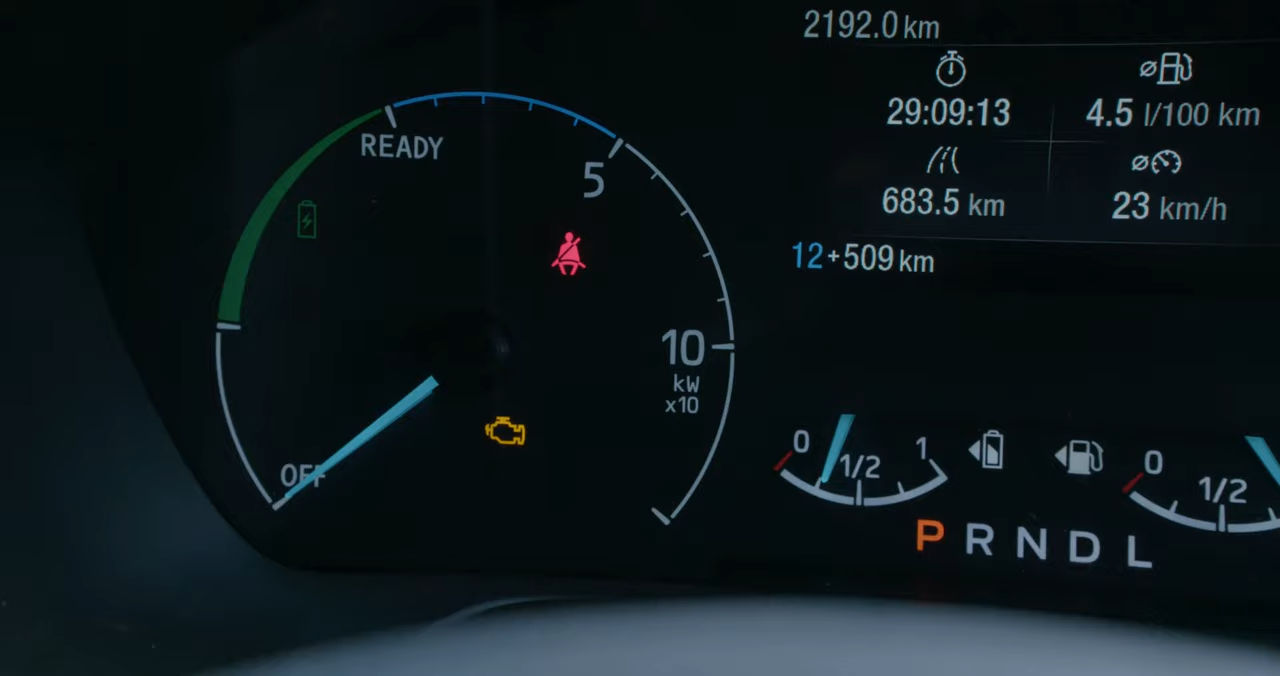 2192.0 km
29:09:13
4.5 l/100 km
683.5 km
23 km/h
12+509 km
READY
5
10
kW
x10
OFF
0 1/2 1
0 1/2
P R N D L